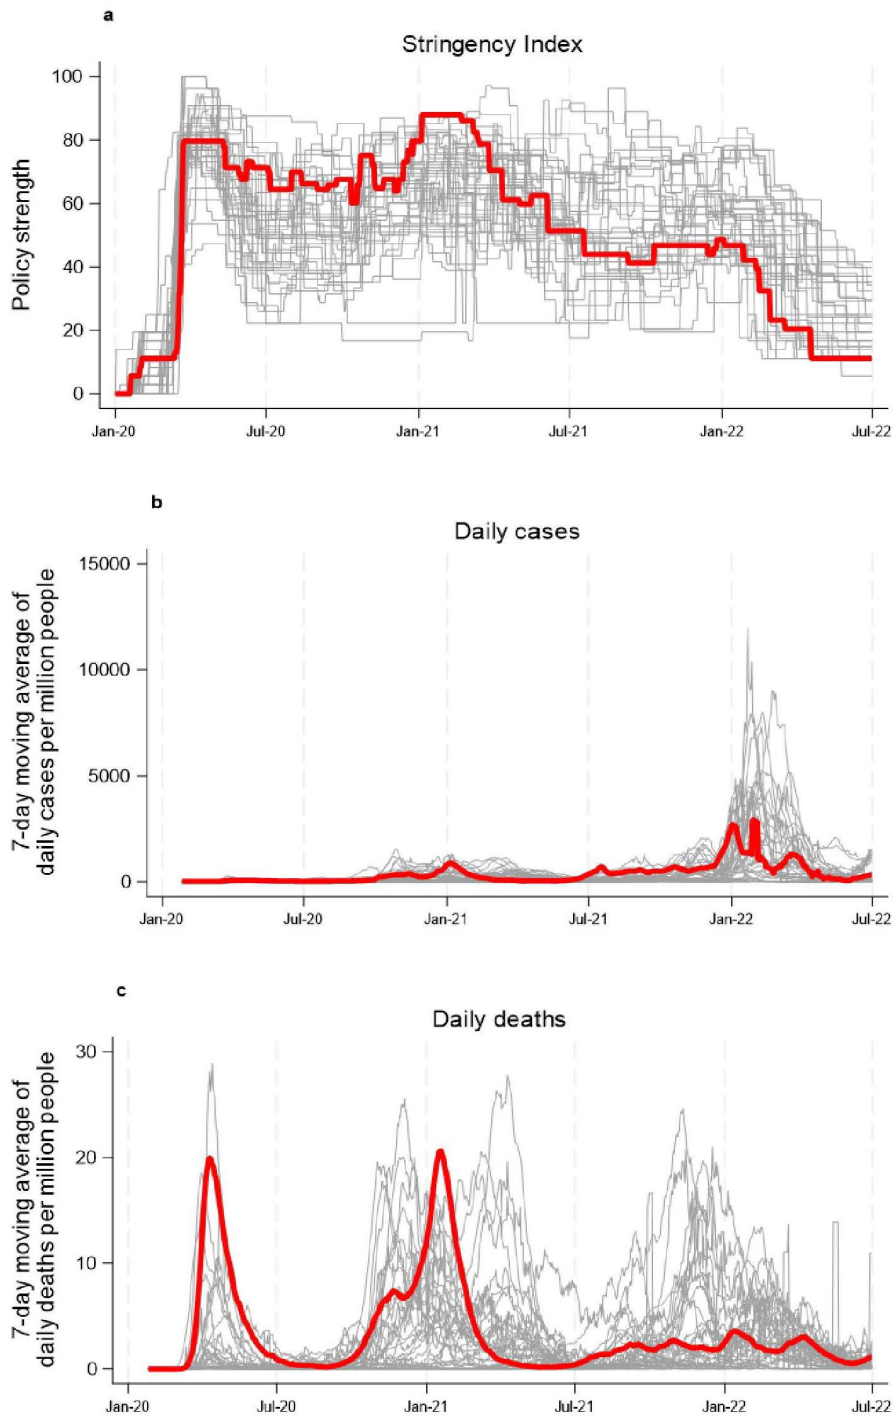 a
Stringency Index
Policy strength
100
80
60
40
20
0
Jan-20 Jul-20 Jan-21 Jul-21 Jan-22 Jul-22
b
Daily cases
7-day moving average of
daily cases per million people
15000
10000
5000
0
Jan-20 Jul-20 Jan-21 Jul-21 Jan-22 Jul-22
c
Daily deaths
7-day moving average of
daily deaths per million people
30
20
10
0
Jan-20 Jul-20 Jan-21 Jul-21 Jan-22 Jul-22